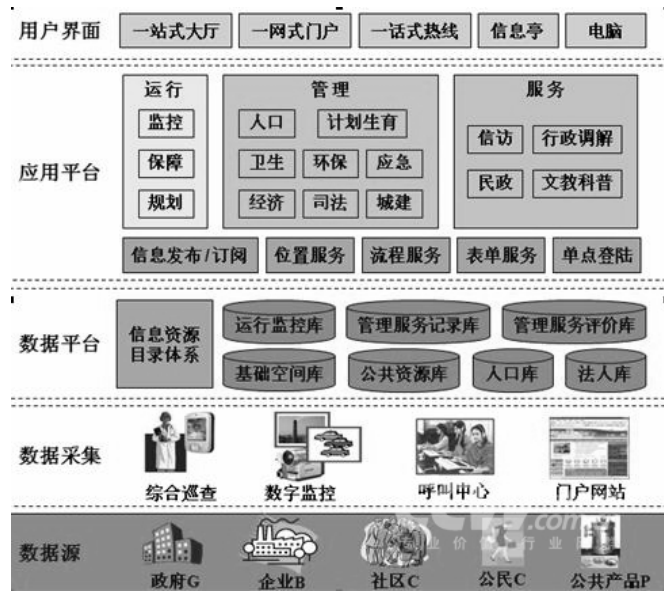 用户界面
一站式大厅
一网式门户
一话式热线
信息亭
电脑
应用平台
运行
监控
保障
规划
管理
人口
计划生育
卫生
环保
应急
经济
司法
城建
服务
信访
行政调解
民政
文教科普
信息发布/订阅
位置服务
流程服务
表单服务
单点登陆
数据平台
信息资源
目录体系
运行监控库
管理服务记录库
管理服务评价库
基础空间库
公共资源库
人口库
法人库
数据采集
综合巡查
数字监控
呼叫中心
门户网站
数据源
政府G
企业B
社区C
公民C
公共产品P
.com
业 价 值 行 业